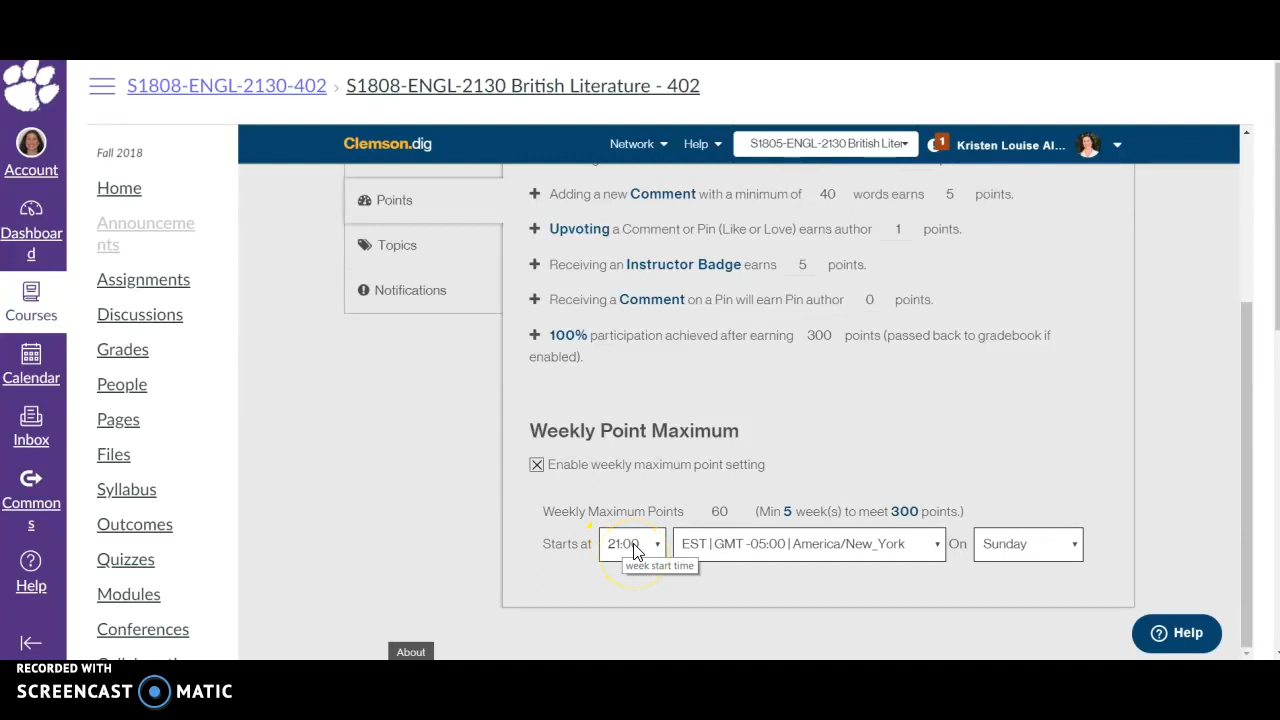 S1808-ENGL-2130-402 › S1808-ENGL-2130 British Literature - 402
Account
Dashboar
d
Courses
Calendar
Inbox
Common
s
Help
Fall 2018
Home
Announceme
nts
Assignments
Discussions
Grades
People
Pages
Files
Syllabus
Outcomes
Quizzes
Modules
Conferences
Clemson.dig
Network
Help
S1805-ENGL-2130 British Liter
1
Kristen Louise Al...
Points
Topics
Notifications
+ Adding a new Comment with a minimum of 40 words earns 5 points.
+ Upvoting a Comment or Pin (Like or Love) earns author 1 points.
+ Receiving an Instructor Badge earns 5 points.
+ Receiving a Comment on a Pin will earn Pin author 0 points.
+ 100% participation achieved after earning 300 points (passed back to gradebook if
enabled).
Weekly Point Maximum
Enable weekly maximum point setting
Weekly Maximum Points 60 (Min 5 week(s) to meet 300 points.)
Starts at 21:00 EST | GMT -05:00 | America/New_York On Sunday
week start time
Help
About
RECORDED WITH
SCREENCAST MATIC